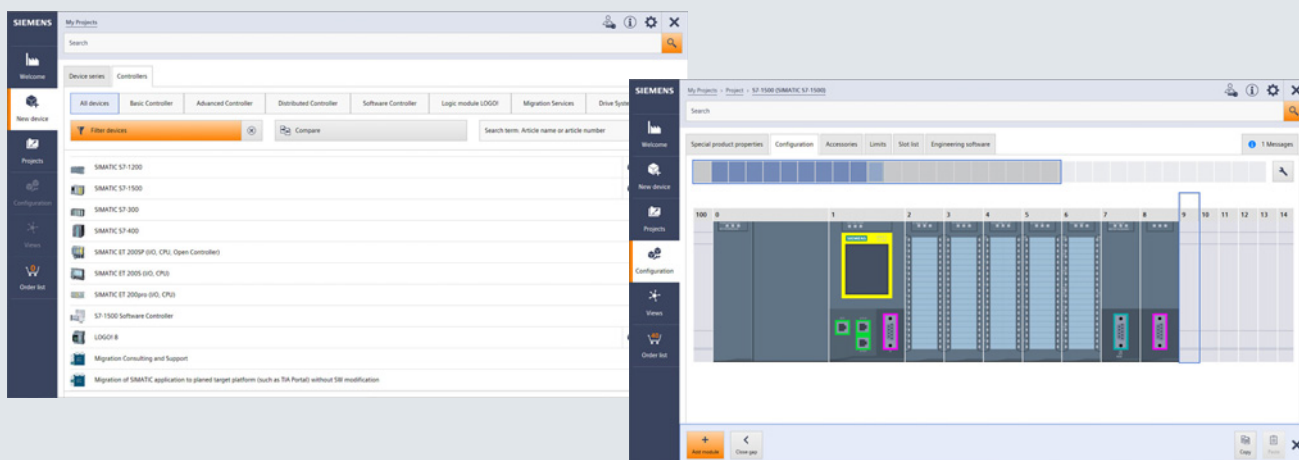 SIEMENS
My Projects
Search
Welcome
Device series Controllers
All devices Basic Controller Advanced Controller Distributed Controller Software Controller Logic module LOGO! Migration Services Drive Syste
New device
Filter devices Compare Search term. Article name or article number
Projects
SIMATIC S7-1200
SIMATIC S7-1500
Configuration
SIMATIC S7-300
SIMATIC S7-400
Views
SIMATIC ET 200SP (I/O, CPU, Open Controller)
SIMATIC ET 200S (I/O, CPU)
Order list
SIMATIC ET 200pro (I/O, CPU)
S7-1500 Software Controller
LOGO! 8
Migration Consulting and Support
Migration of SIMATIC application to planed target platform (such as TIA Portal) without SW modification
SIEMENS
My Projects › Project › S7-1500 (SIMATIC S7-1500)
Search
Welcome
Special product properties Configuration Accessories Limits Slot list Engineering software 1 Messages
New device
Projects
100 0 1 2 3 4 5 6 7 8 9 10 11 12 13 14
SIEMENS
Configuration
Views
Order list
Add module Close gap Copy Paste